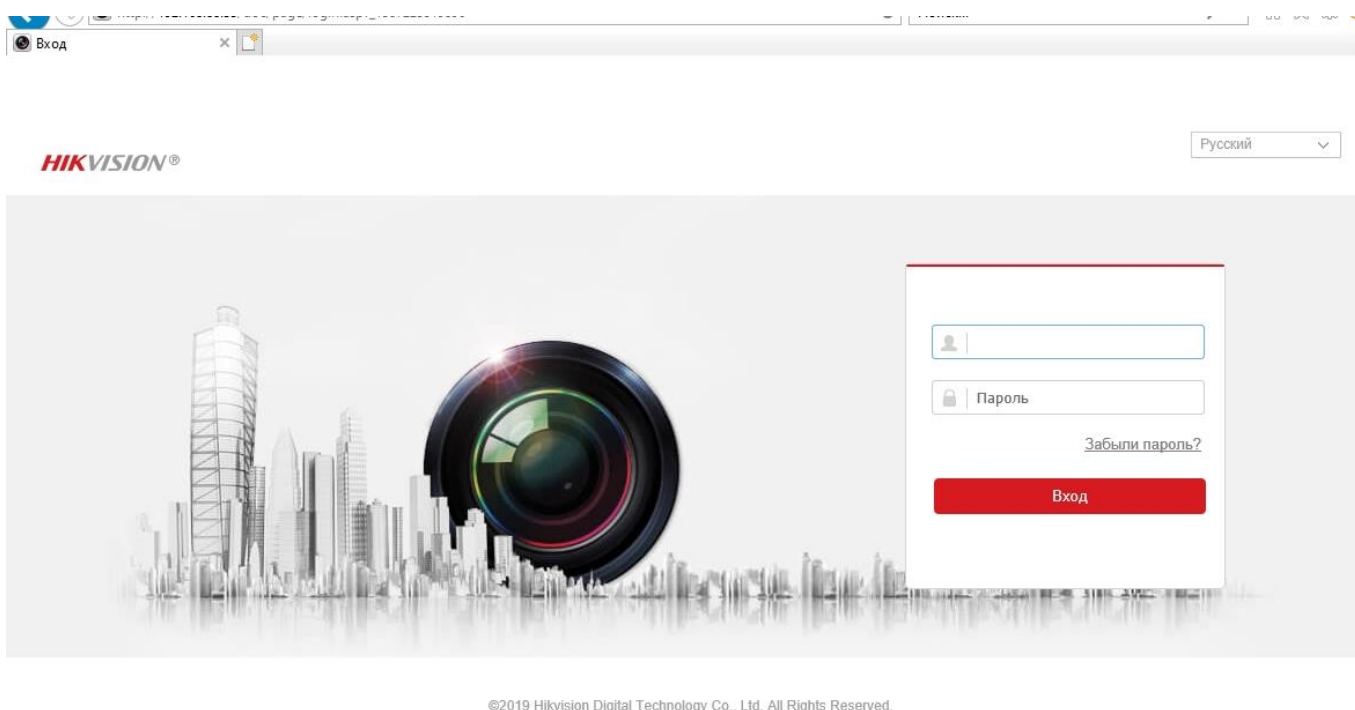 Вход
Русский
HIKVISION®
Пароль
Забыли пароль?
Вход
©2019 Hikvision Digital Technology Co., Ltd. All Rights Reserved.